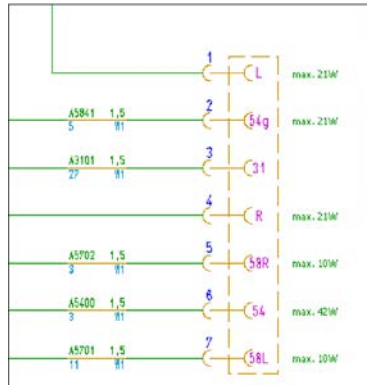 1 L max. 21W
A5841 1,5 2 54g max. 21W
5 W1
A3101 1,5 3 31
27 W1
4 R max. 21W
A5702 1,5 5 58R max. 10W
3 W1
A5400 1,5 6 54 max. 42W
3 W1
A5701 1,5 7 58L max. 10W
11 W1